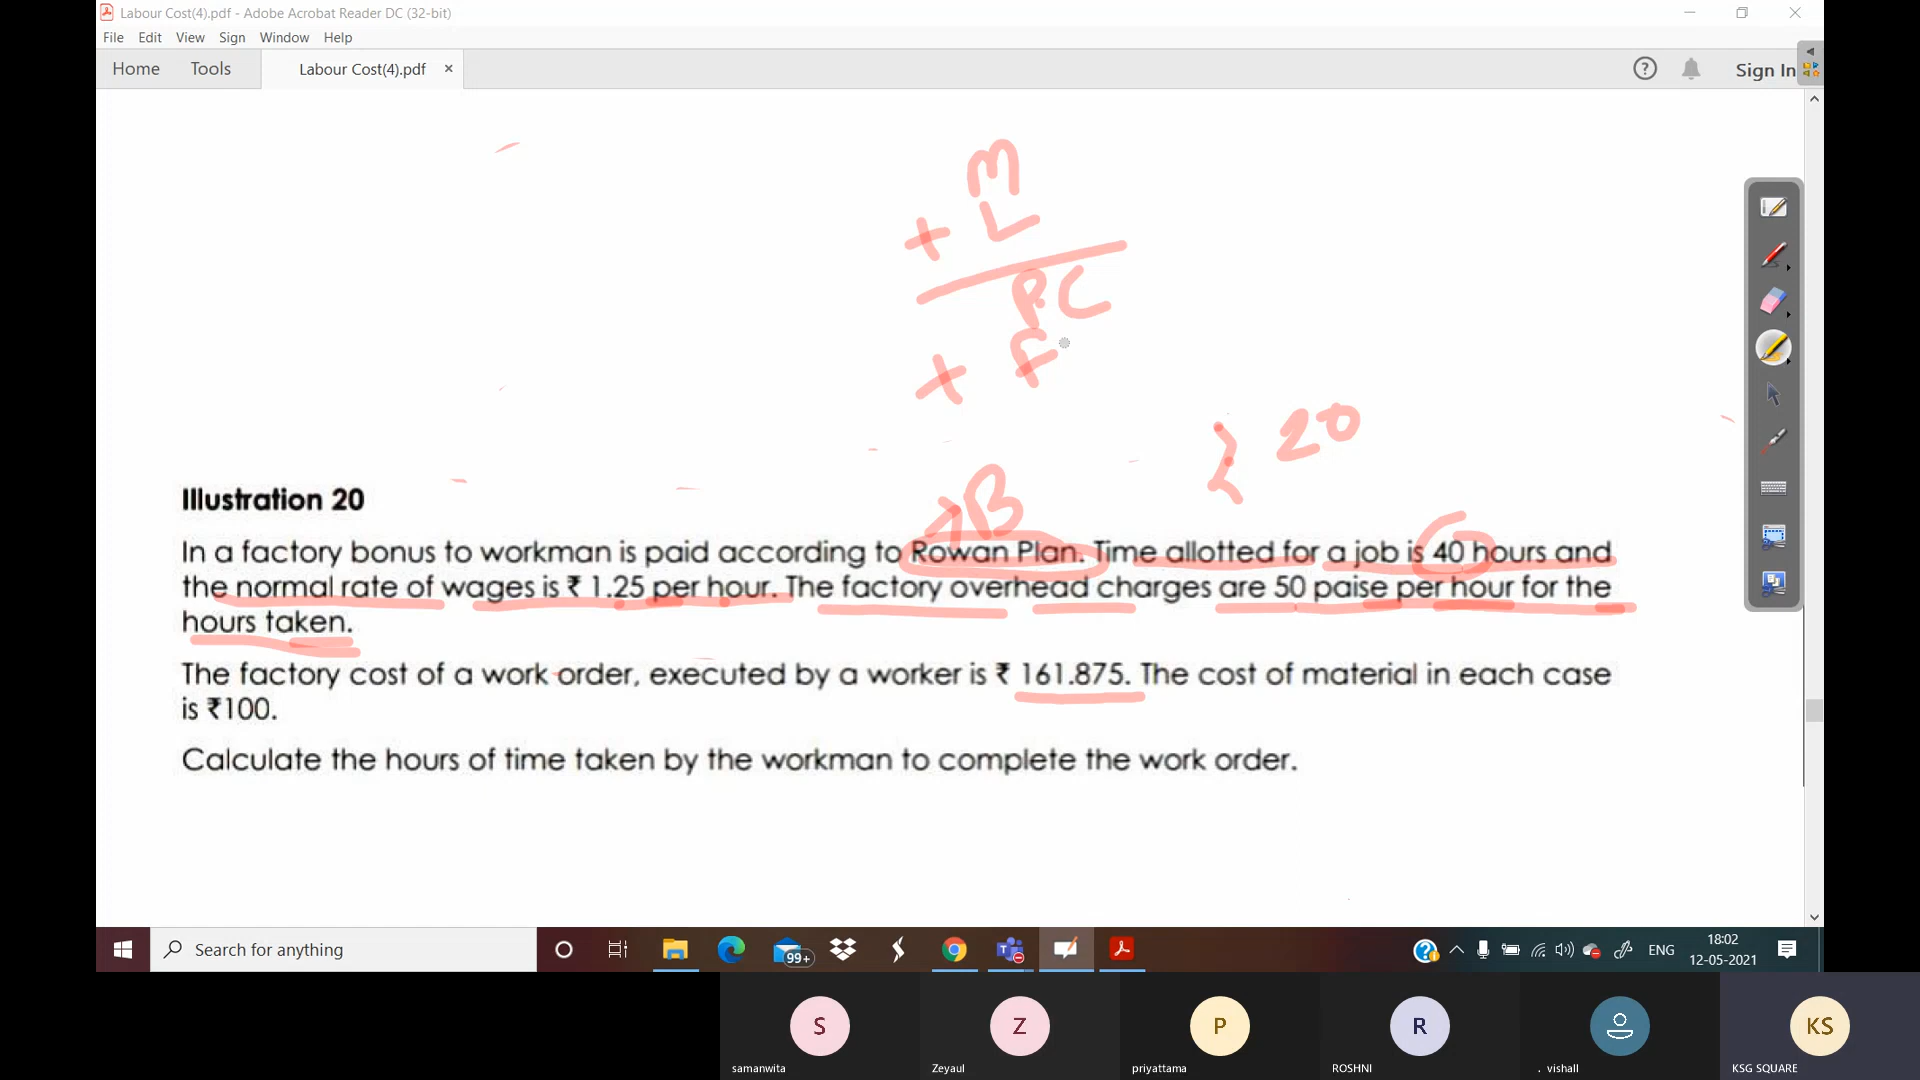 Labour Cost(4).pdf - Adobe Acrobat Reader DC (32-bit)
File Edit View Sign Window Help
Home Tools Labour Cost(4).pdf × Sign In
M
+ L
PC
+ F
} 20
B
Illustration 20
In a factory bonus to workman is paid according to Rowan Plan. Time allotted for a job is 40 hours and
the normal rate of wages is ₹ 1.25 per hour. The factory overhead charges are 50 paise per hour for the
hours taken.
The factory cost of a work order, executed by a worker is ₹ 161.875. The cost of material in each case
is ₹100.
Calculate the hours of time taken by the workman to complete the work order.
Search for anything
99+
ENG
18:02
12-05-2021
S Z P R KS
samanwita Zeyaul priyattama ROSHNI . vishall KSG SQUARE